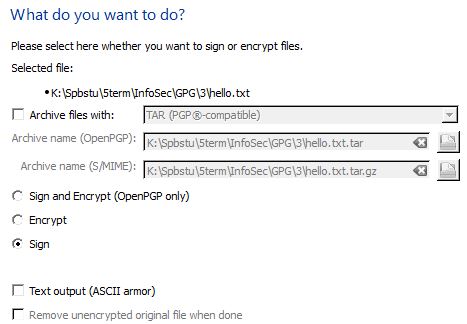 What do you want to do?
Please select here whether you want to sign or encrypt files.
Selected file:
•K:\Spbstu\5term\InfoSec\GPG\3\hello.txt
Archive files with: TAR (PGP®-compatible)
Archive name (OpenPGP): K:\Spbstu\5term\InfoSec\GPG\3\hello.txt.tar
Archive name (S/MIME): K:\Spbstu\5term\InfoSec\GPG\3\hello.txt.tar.gz
Sign and Encrypt (OpenPGP only)
Encrypt
Sign
Text output (ASCII armor)
Remove unencrypted original file when done